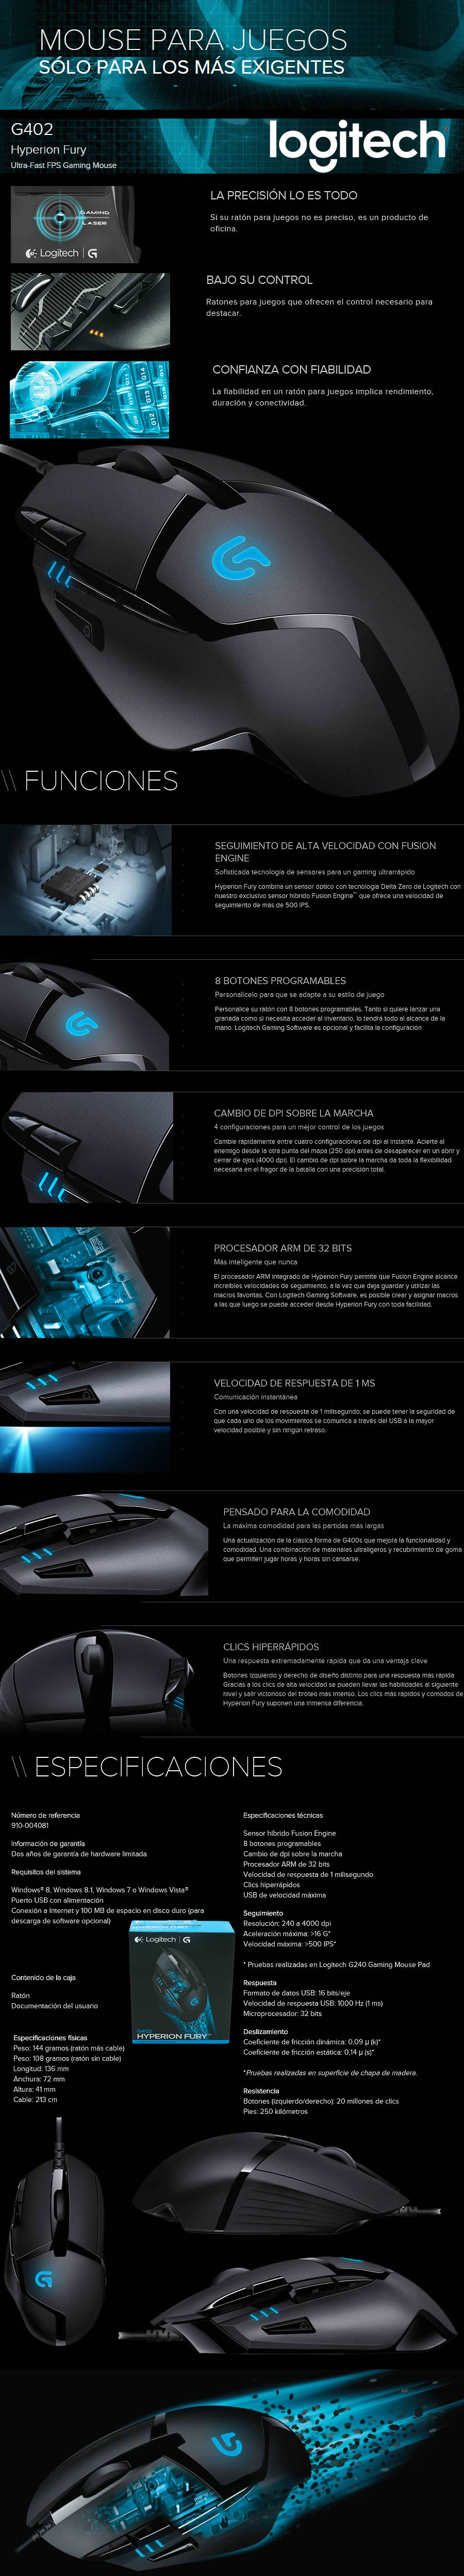 MOUSE PARA JUEGOS
SÓLO PARA LOS MÁS EXIGENTES
G402
Hyperion Fury
Ultra-Fast FPS Gaming Mouse
logitech
GAMING
LASER
Logitech | G
LA PRECISIÓN LO ES TODO
Si su ratón para juegos no es preciso, es un producto de
oficina.
BAJO SU CONTROL
Ratones para juegos que ofrecen el control necesario para
destacar.
G14
G13
G12
CONFIANZA CON FIABILIDAD
La fiabilidad en un ratón para juegos implica rendimiento,
duración y conectividad.
\\ FUNCIONES
SEGUIMIENTO DE ALTA VELOCIDAD CON FUSION
ENGINE
Sofisticada tecnología de sensores para un gaming ultrarrápido
Hyperion Fury combina un sensor óptico con tecnología Delta Zero de Logitech con
nuestro exclusivo sensor híbrido Fusion Engine™ que ofrece una velocidad de
seguimiento de más de 500 IPS.
8 BOTONES PROGRAMABLES
Personalícelo para que se adapte a su estilo de juego
Personalice su ratón con 8 botones programables. Tanto si quiere lanzar una
granada como si necesita acceder al inventario, lo tendrá todo al alcance de la
mano. Logitech Gaming Software es opcional y facilita la configuración
CAMBIO DE DPI SOBRE LA MARCHA
4 configuraciones para un mejor control de los juegos
Cambie rápidamente entre cuatro configuraciones de dpi al instante. Acierte al
enemigo desde la otra punta del mapa (250 dpi) antes de desaparecer en un abrir y
cerrar de ojos (4000 dpi). El cambio de dpi sobre la marcha da toda la flexibilidad
necesaria en el fragor de la batalla con una precisión total.
PROCESADOR ARM DE 32 BITS
Más inteligente que nunca
El procesador ARM integrado de Hyperion Fury permite que Fusion Engine alcance
increíbles velocidades de seguimiento, a la vez que deja guardar y utilizar las
macros favoritas. Con Logitech Gaming Software, es posible crear y asignar macros
a las que luego se puede acceder desde Hyperion Fury con toda facilidad.
VELOCIDAD DE RESPUESTA DE 1 MS
Comunicación instantánea
Con una velocidad de respuesta de 1 milisegundo, se puede tener la seguridad de
que cada uno de los movimientos se comunica a través del USB a la mayor
velocidad posible y sin ningún retraso.
PENSADO PARA LA COMODIDAD
La máxima comodidad para las partidas más largas
Una actualización de la clásica forma de G400s que mejora la funcionalidad y
comodidad. Una combinación de materiales ultraligeros y recubrimiento de goma
que permiten jugar horas y horas sin cansarse.
CLICS HIPERRÁPIDOS
Una respuesta extremadamente rápida que da una ventaja clave
Botones izquierdo y derecho de diseño distinto para una respuesta más rápida
Gracias a los clics de alta velocidad se pueden llevar las habilidades al siguiente
nivel y salir victorioso del tiroteo más intenso. Los clics más rápidos y cómodos de
Hyperion Fury suponen una inmensa diferencia.
\\ ESPECIFICACIONES
Número de referencia
910-004081
Información de garantía
Dos años de garantía de hardware limitada
Requisitos del sistema
Windows® 8, Windows 8.1, Windows 7 o Windows Vista®
Puerto USB con alimentación
Conexión a Internet y 100 MB de espacio en disco duro (para
descarga de software opcional)
Contenido de la caja
Ratón
Documentación del usuario
Especificaciones físicas
Peso: 144 gramos (ratón más cable)
Peso: 108 gramos (ratón sin cable)
Longitud: 136 mm
Anchura: 72 mm
Altura: 41 mm
Cable: 213 cm
HYPERION FURY
Logitech | G
G402
HYPERION FURY
Especificaciones técnicas
Sensor híbrido Fusion Engine
8 botones programables
Cambio de dpi sobre la marcha
Procesador ARM de 32 bits
Velocidad de respuesta de 1 milisegundo
Clics hiperrápidos
USB de velocidad máxima
Seguimiento
Resolución: 240 a 4000 dpi
Aceleración máxima: >16 G*
Velocidad máxima: >500 IPS*
* Pruebas realizadas en Logitech G240 Gaming Mouse Pad
Respuesta
Formato de datos USB: 16 bits/eje
Velocidad de respuesta USB: 1000 Hz (1 ms)
Microprocesador: 32 bits
Deslizamiento
Coeficiente de fricción dinámica: 0,09 µ (k)*
Coeficiente de fricción estática: 0,14 µ (s)*
*Pruebas realizadas en superficie de chapa de madera.
Resistencia
Botones (izquierdo/derecho): 20 millones de clics
Pies: 250 kilómetros